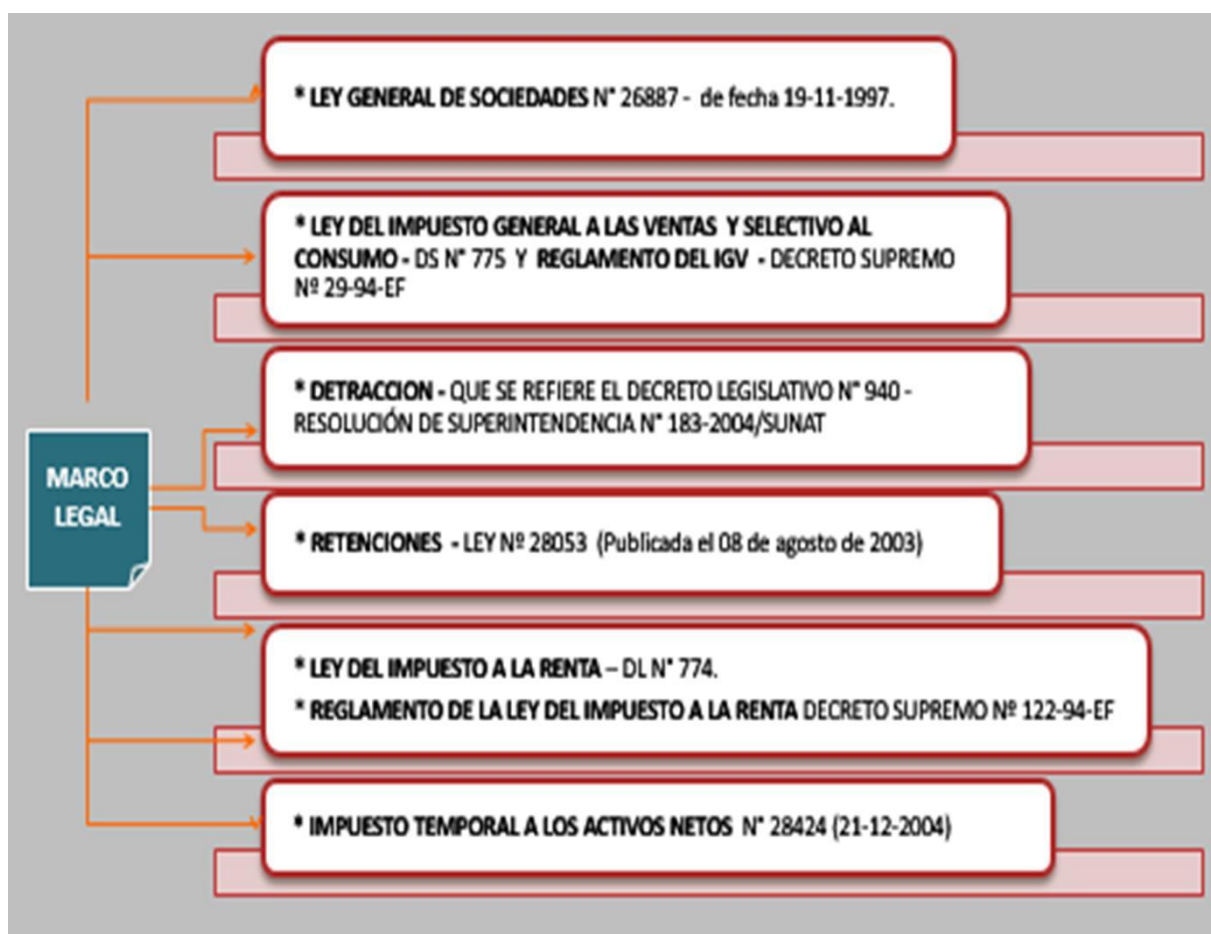 * LEY GENERAL DE SOCIEDADES N° 26887 - de fecha 19-11-1997.
* LEY DEL IMPUESTO GENERAL A LAS VENTAS Y SELECTIVO AL
CONSUMO - DS N° 775 Y REGLAMENTO DEL IGV - DECRETO SUPREMO
Nº 29-94-EF
* DETRACCION - QUE SE REFIERE EL DECRETO LEGISLATIVO N° 940 -
RESOLUCIÓN DE SUPERINTENDENCIA N° 183-2004/SUNAT
MARCO
LEGAL
* RETENCIONES - LEY Nº 28053 (Publicada el 08 de agosto de 2003)
* LEY DEL IMPUESTO A LA RENTA – DL N° 774.
* REGLAMENTO DE LA LEY DEL IMPUESTO A LA RENTA DECRETO SUPREMO Nº 122-94-EF
* IMPUESTO TEMPORAL A LOS ACTIVOS NETOS N° 28424 (21-12-2004)